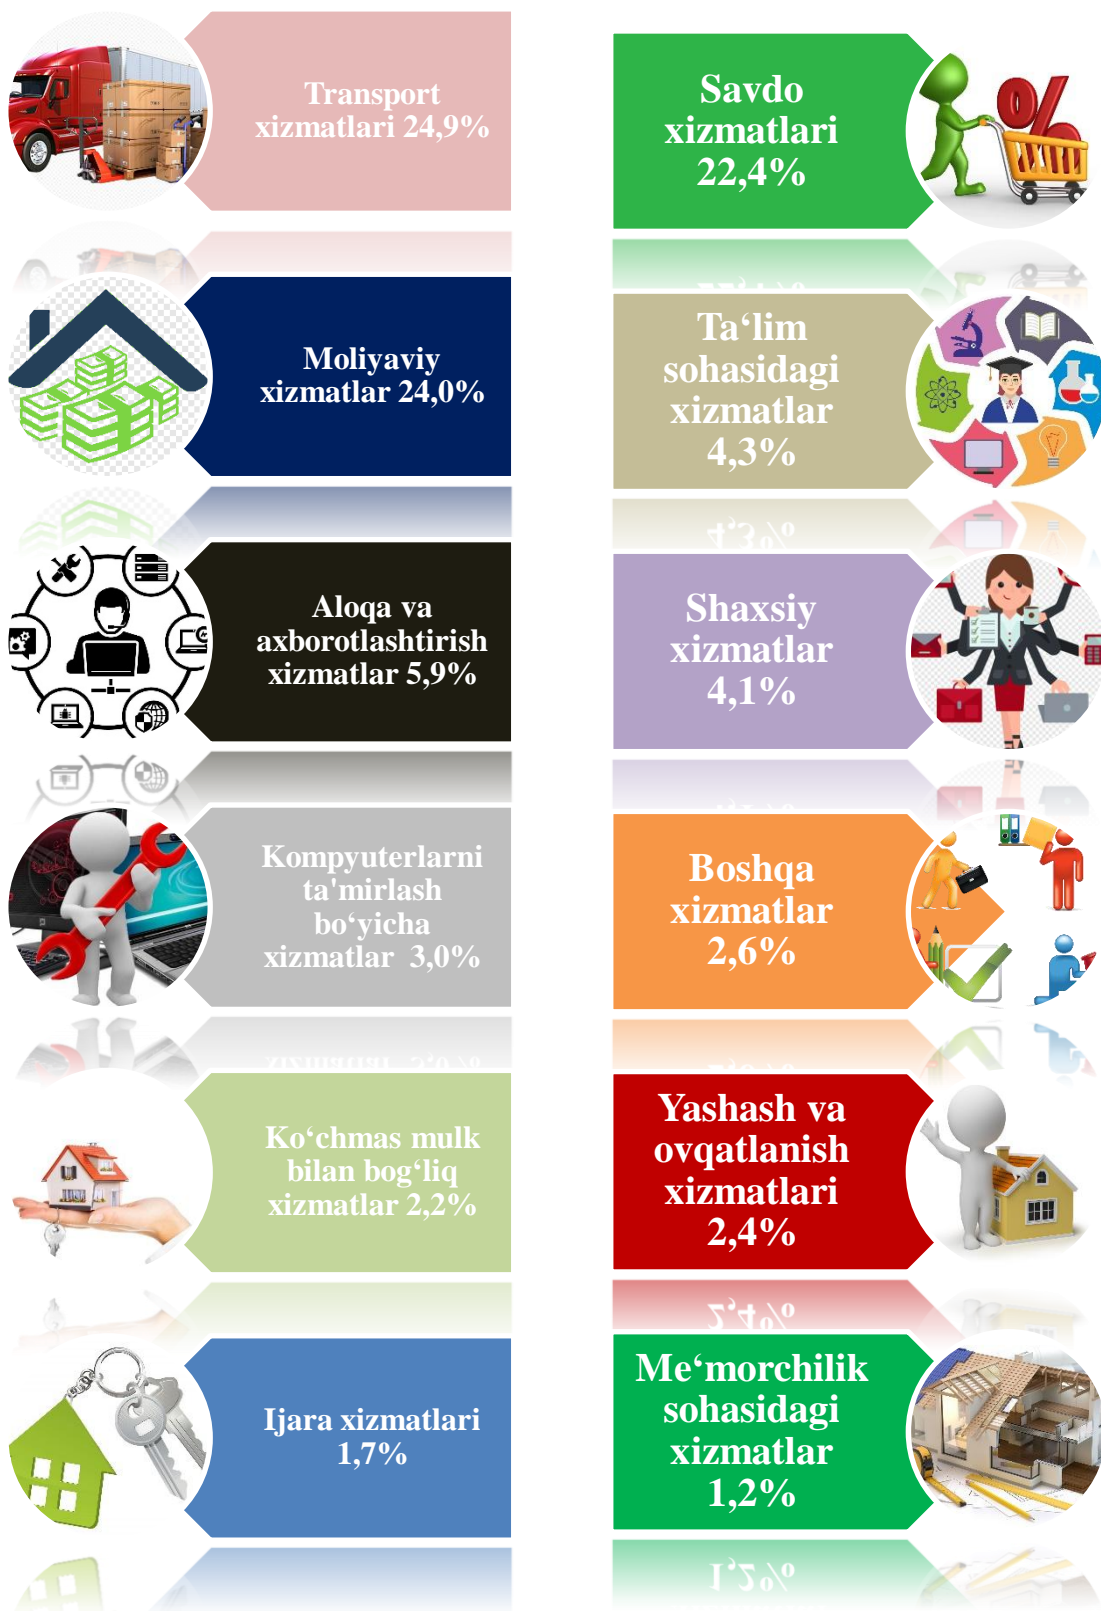 Transport
xizmatlari 24,9%
Moliyaviy
xizmatlar 24,0%
Aloqa va
axborotlashtirish
xizmatlar 5,9%
Kompyuterlarni
ta'mirlash
bo‘yicha
xizmatlar  3,0%
Ko‘chmas mulk
bilan bog‘liq
xizmatlar 2,2%
Ijara xizmatlari
1,7%
Savdo
xizmatlari
22,4%
Ta‘lim
sohasidagi
xizmatlar
4,3%
Shaxsiy
xizmatlar
4,1%
Boshqa
xizmatlar
2,6%
Yashash va
ovqatlanish
xizmatlari
2,4%
Me‘morchilik
sohasidagi
xizmatlar
1,2%